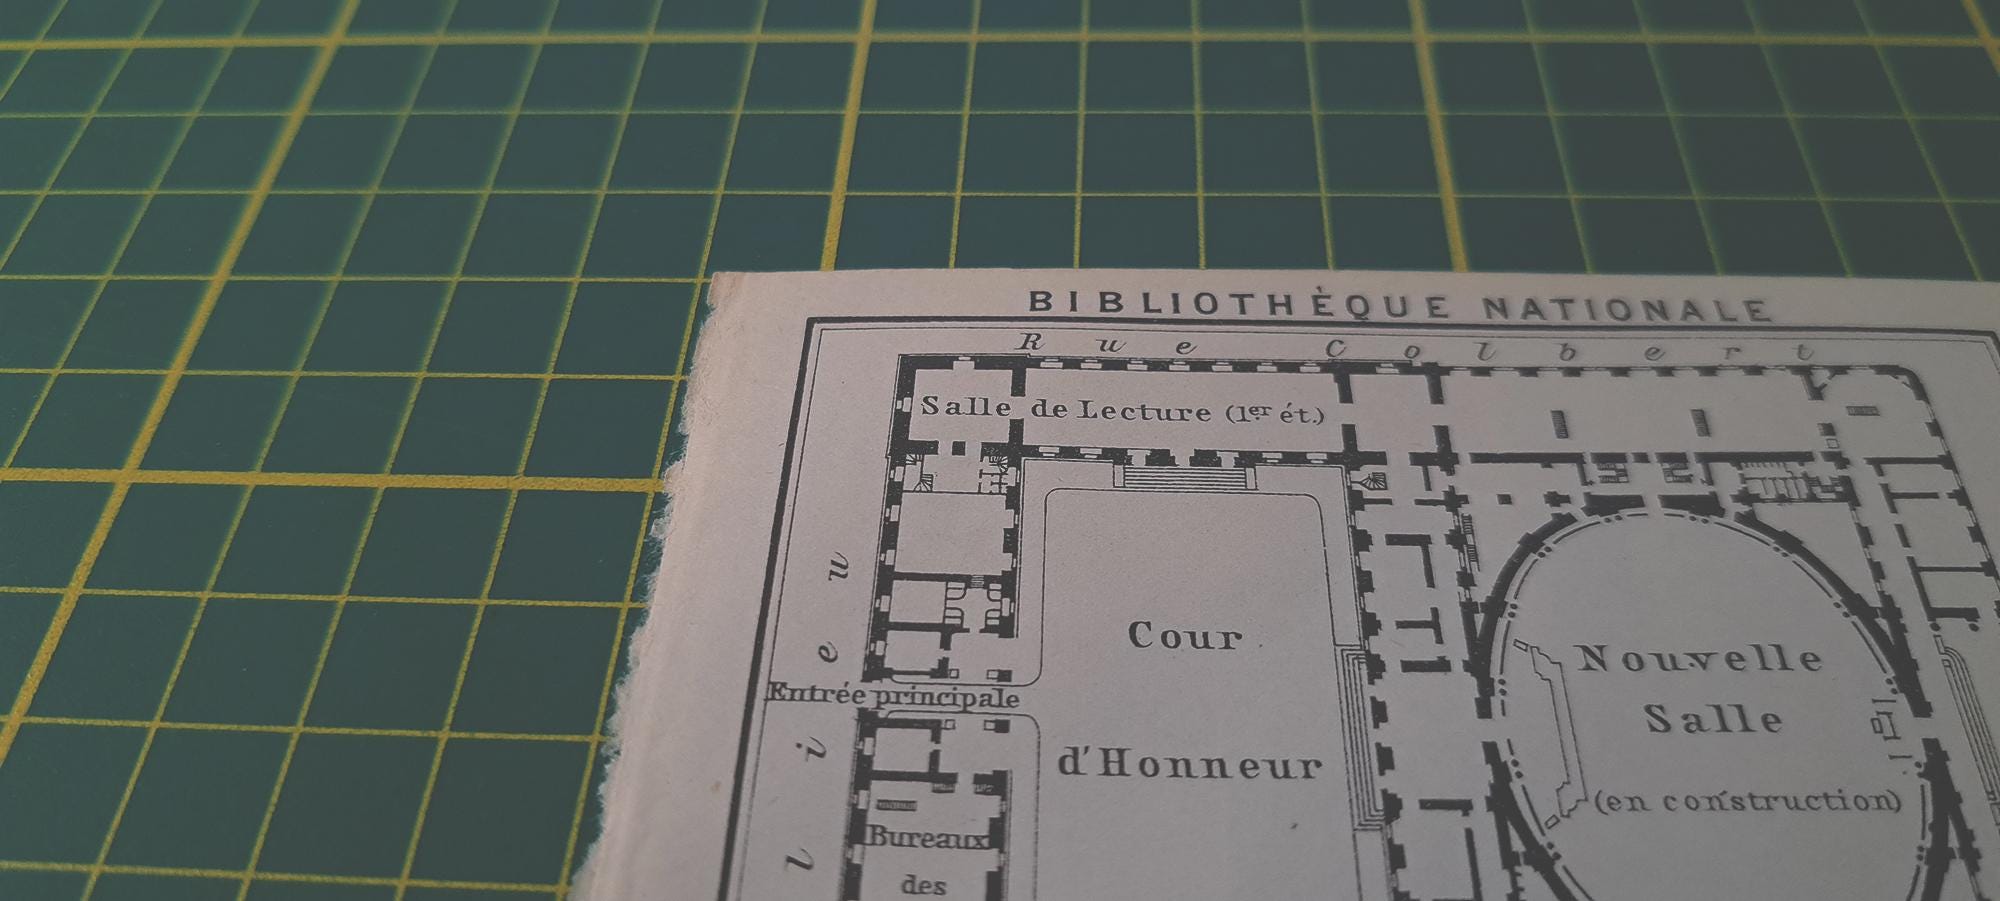 BIBLIOTHÈQUE NATIONALE
Rue Colbert
Salle de Lecture (1er ét.)
Cour
d'Honneur
Nouvelle
Salle
(en construction)
Entrée principale
Bureaux
des
lieu